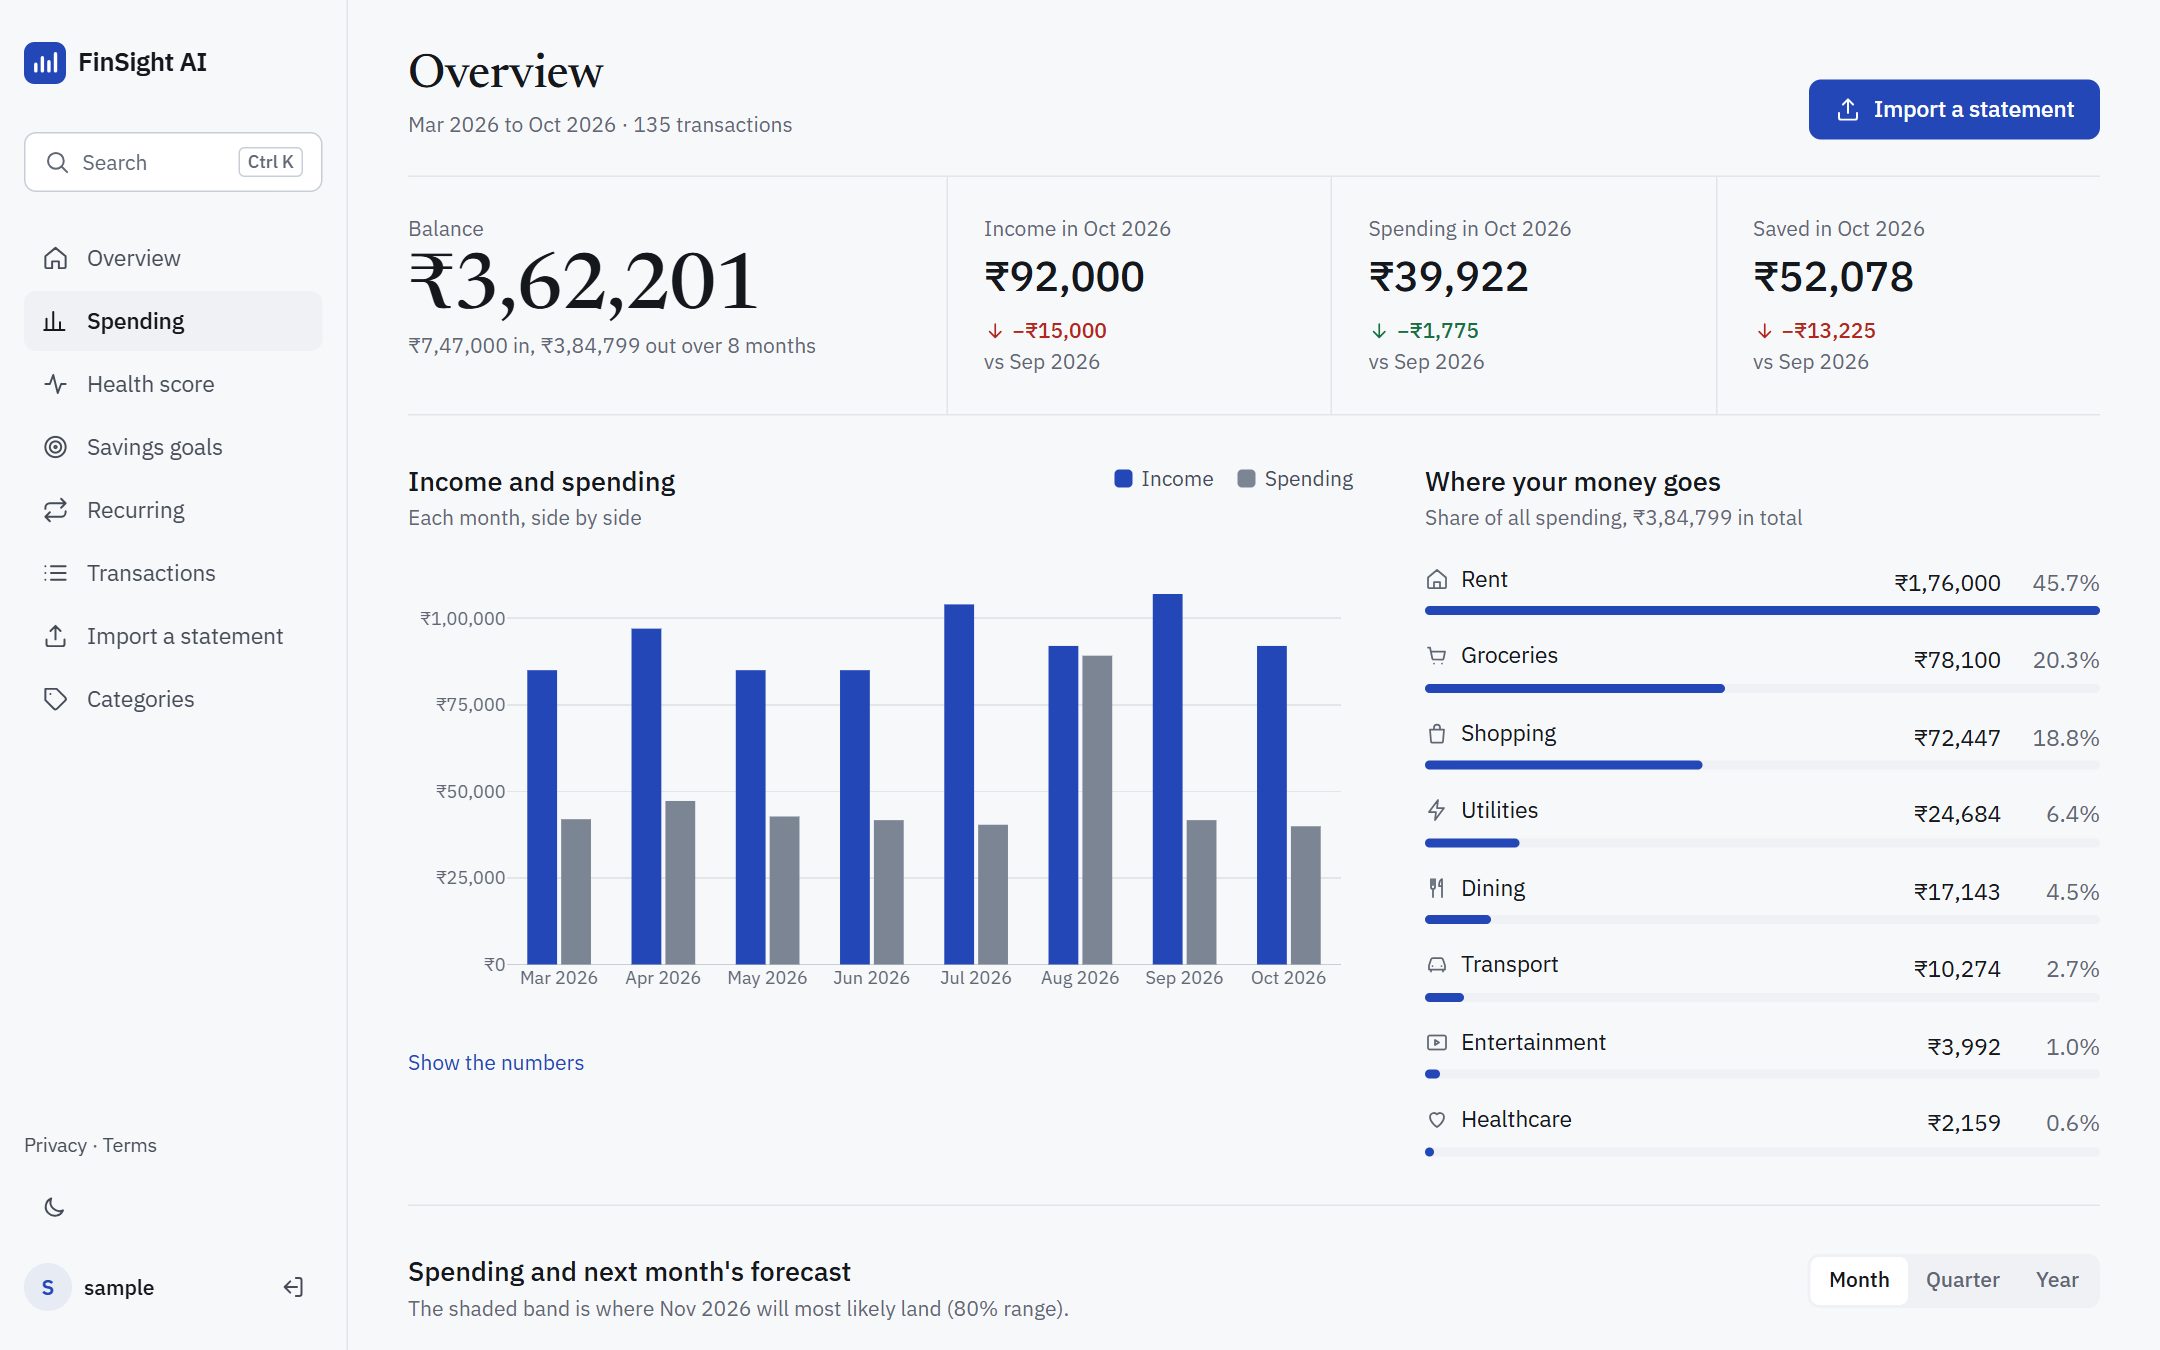 FinSight AI
Search
Ctrl K
Overview
Spending
Health score
Savings goals
Recurring
Transactions
Import a statement
Categories
Privacy · Terms
S
sample
Overview
Mar 2026 to Oct 2026 · 135 transactions
Import a statement
Balance
₹3,62,201
₹7,47,000 in, ₹3,84,799 out over 8 months
Income in Oct 2026
₹92,000
↓ −₹15,000
vs Sep 2026
Spending in Oct 2026
₹39,922
↓ −₹1,775
vs Sep 2026
Saved in Oct 2026
₹52,078
↓ −₹13,225
vs Sep 2026
Income and spending
Each month, side by side
Income
Spending
₹1,00,000
₹75,000
₹50,000
₹25,000
₹0
Mar 2026
Apr 2026
May 2026
Jun 2026
Jul 2026
Aug 2026
Sep 2026
Oct 2026
Show the numbers
Where your money goes
Share of all spending, ₹3,84,799 in total
Rent ₹1,76,000 45.7%
Groceries ₹78,100 20.3%
Shopping ₹72,447 18.8%
Utilities ₹24,684 6.4%
Dining ₹17,143 4.5%
Transport ₹10,274 2.7%
Entertainment ₹3,992 1.0%
Healthcare ₹2,159 0.6%
Spending and next month's forecast
The shaded band is where Nov 2026 will most likely land (80% range).
Month
Quarter
Year